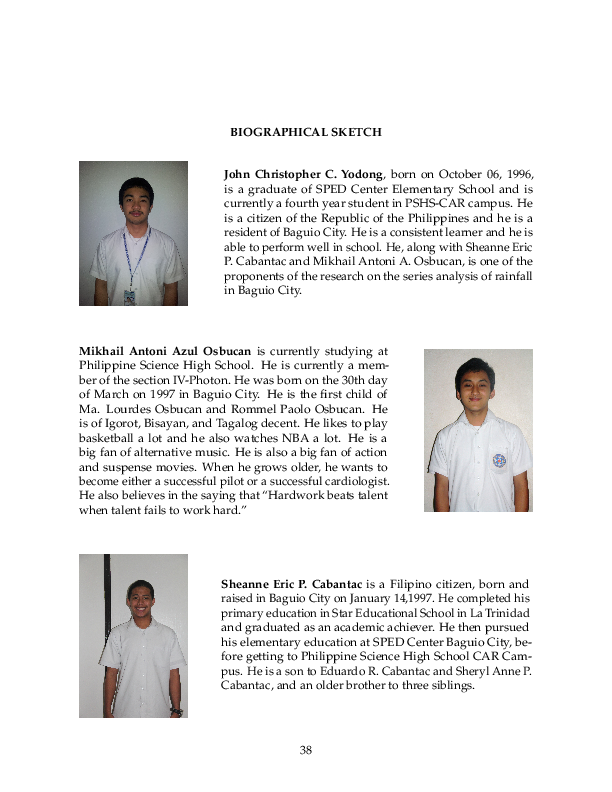 BIOGRAPHICAL SKETCH
John Christopher C. Yodong, born on October 06, 1996,
is a graduate of SPED Center Elementary School and is
currently a fourth year student in PSHS-CAR campus. He
is a citizen of the Republic of the Philippines and he is a
resident of Baguio City. He is a consistent learner and he is
able to perform well in school. He, along with Sheanne Eric
P. Cabantac and Mikhail Antoni A. Osbucan, is one of the
proponents of the research on the series analysis of rainfall
in Baguio City.
Mikhail Antoni Azul Osbucan is currently studying at
Philippine Science High School. He is currently a mem-
ber of the section IV-Photon. He was born on the 30th day
of March on 1997 in Baguio City. He is the first child of
Ma. Lourdes Osbucan and Rommel Paolo Osbucan. He
is of Igorot, Bisayan, and Tagalog decent. He likes to play
basketball a lot and he also watches NBA a lot. He is a
big fan of alternative music. He is also a big fan of action
and suspense movies. When he grows older, he wants to
become either a successful pilot or a successful cardiologist.
He also believes in the saying that “Hardwork beats talent
when talent fails to work hard.”
Sheanne Eric P. Cabantac is a Filipino citizen, born and
raised in Baguio City on January 14,1997. He completed his
primary education in Star Educational School in La Trinidad
and graduated as an academic achiever. He then pursued
his elementary education at SPED Center Baguio City, be-
fore getting to Philippine Science High School CAR Cam-
pus. He is a son to Eduardo R. Cabantac and Sheryl Anne P.
Cabantac, and an older brother to three siblings.
38